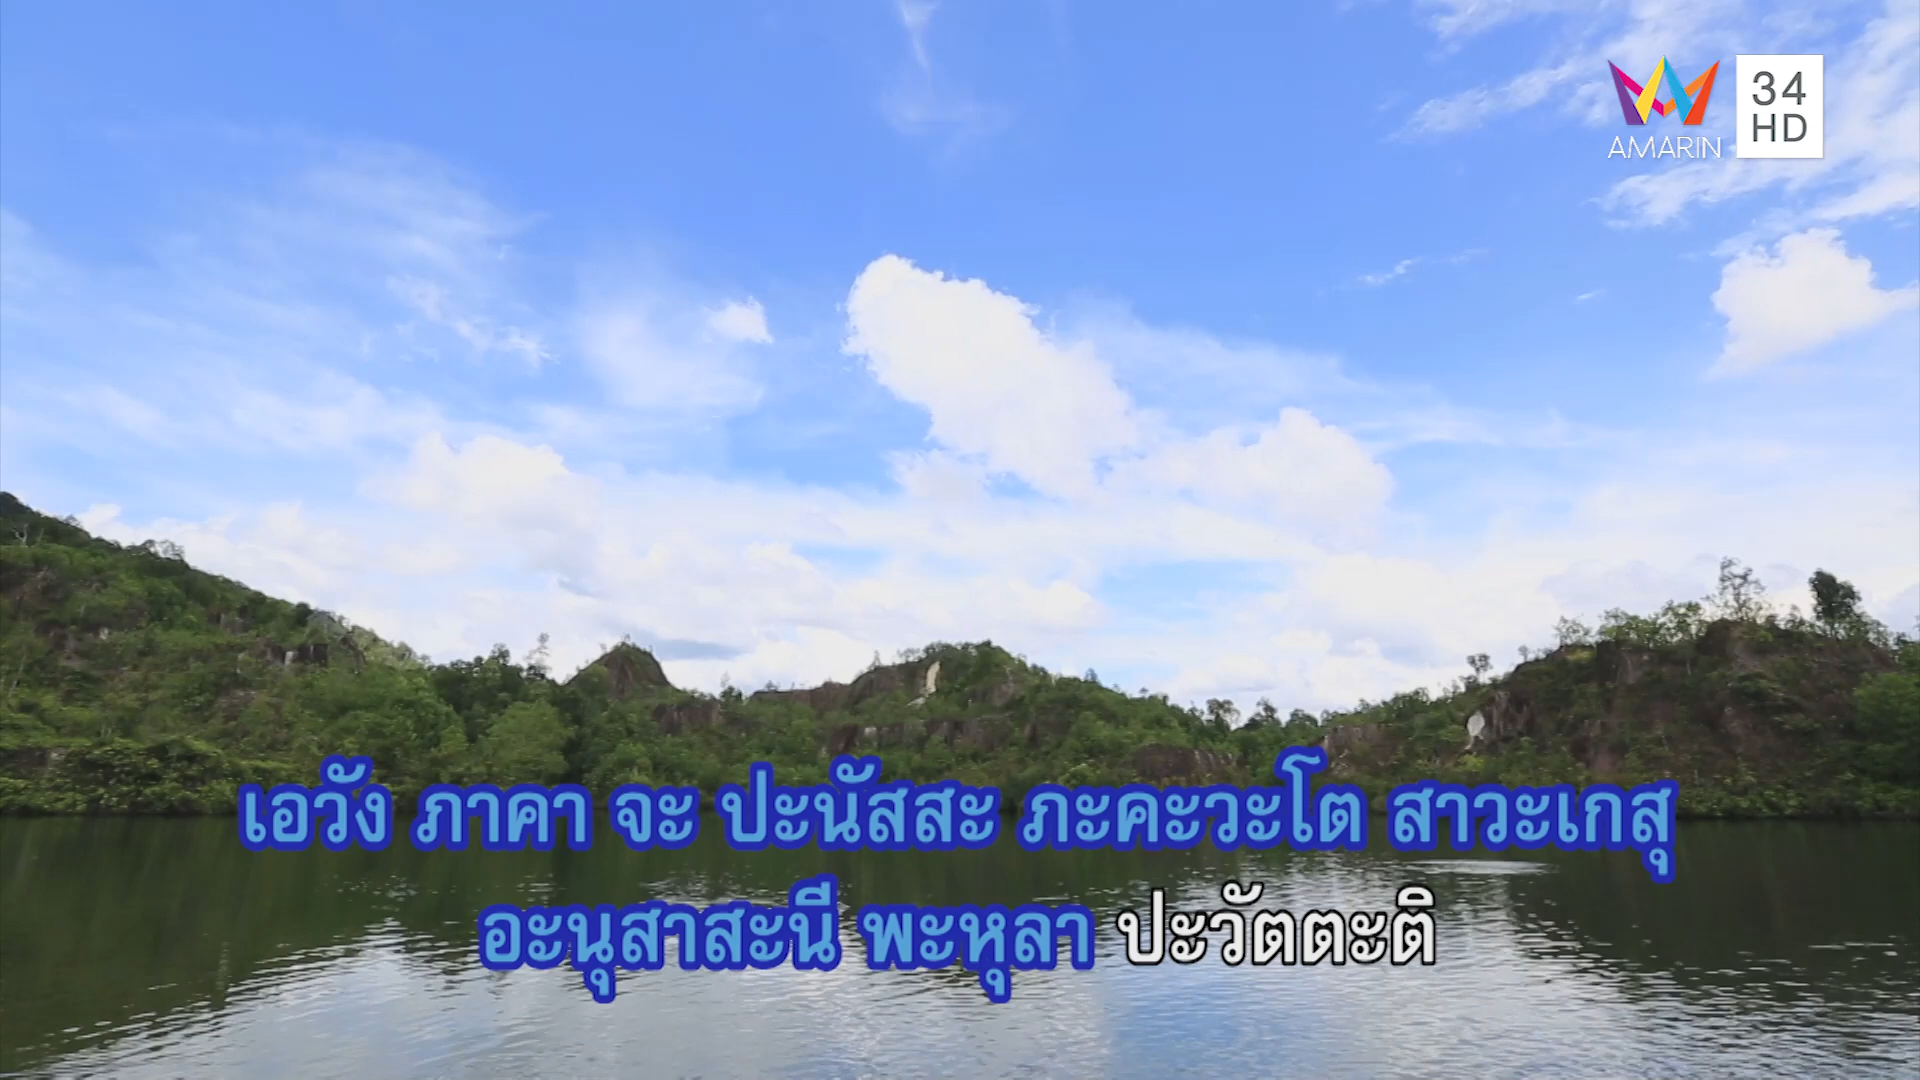 AMARIN
34
HD
เอวัง ภาคา จะ ปะนัสสะ ภะคะวะโต สาวะเกสุ
อะนุสาสะนี พะหุลา ปะวัตตะติ